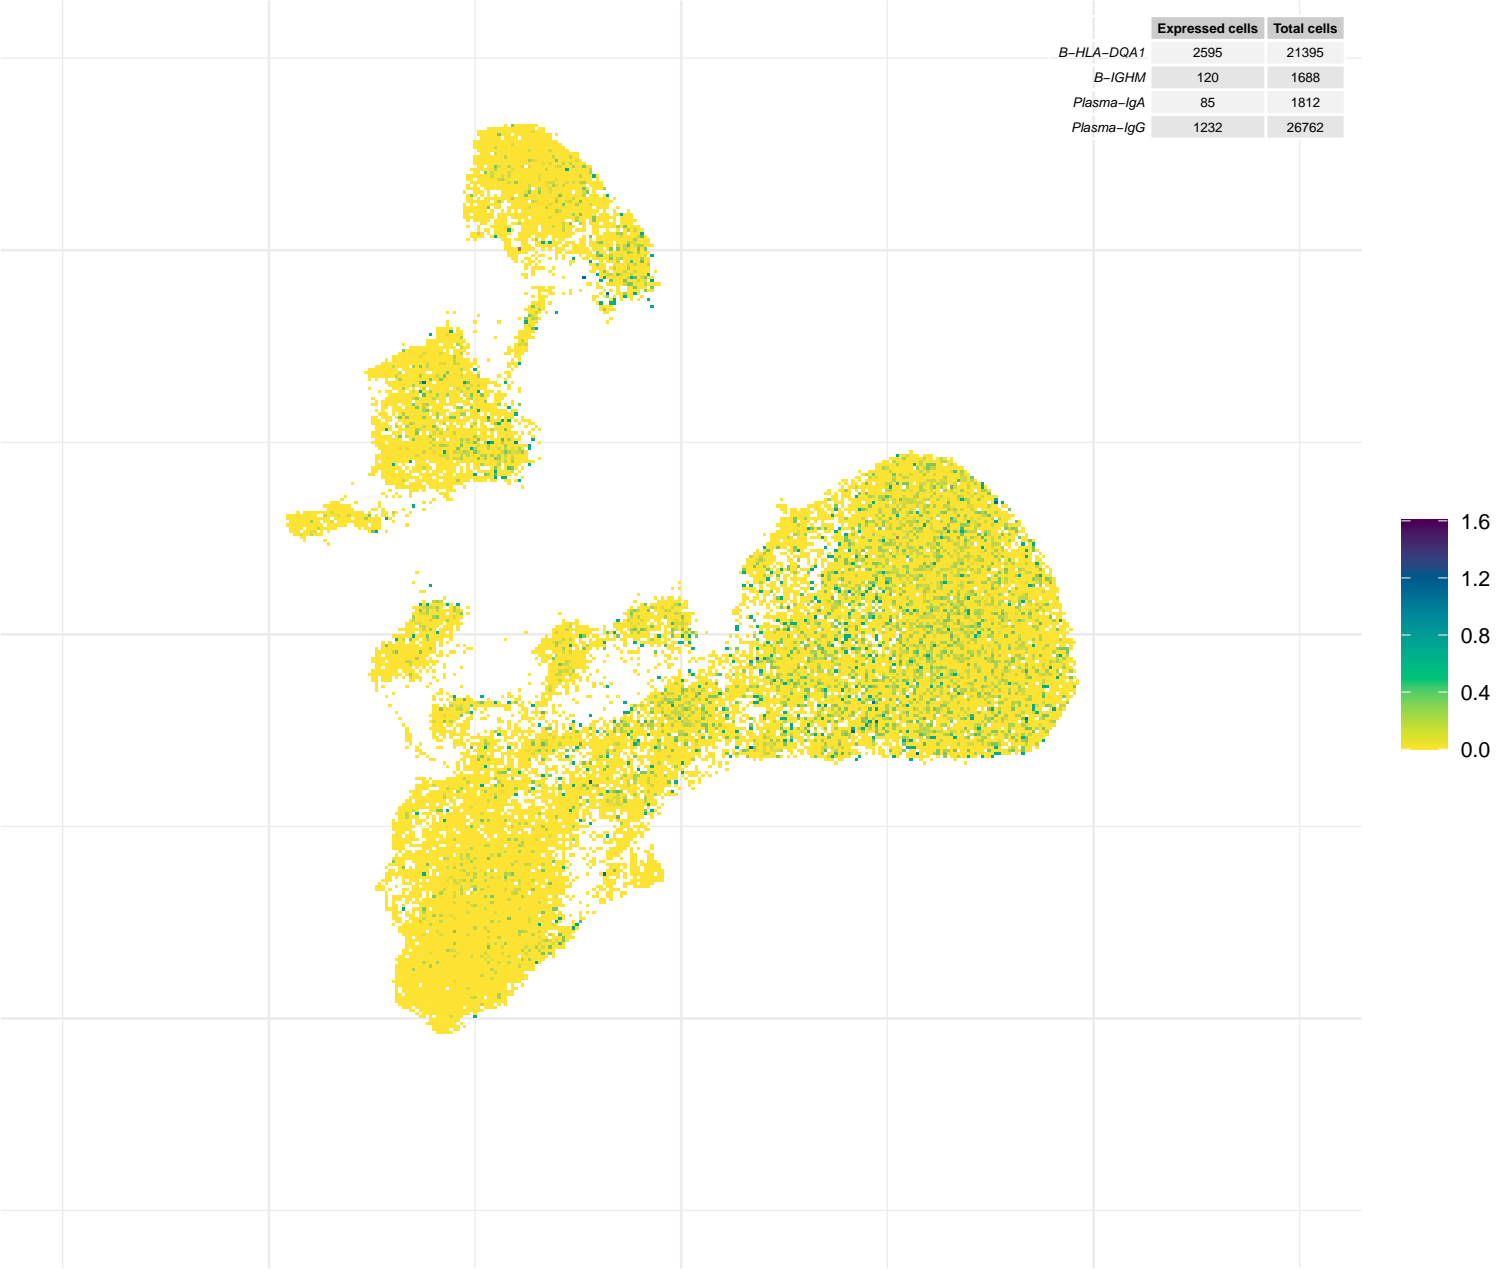 Expressed cells Total cells
B−HLA−DQA1 2595 21395
B−IGHM 120 1688
Plasma−IgA 85 1812
Plasma−IgG 1232 26762
1.6
1.2
0.8
0.4
0.0